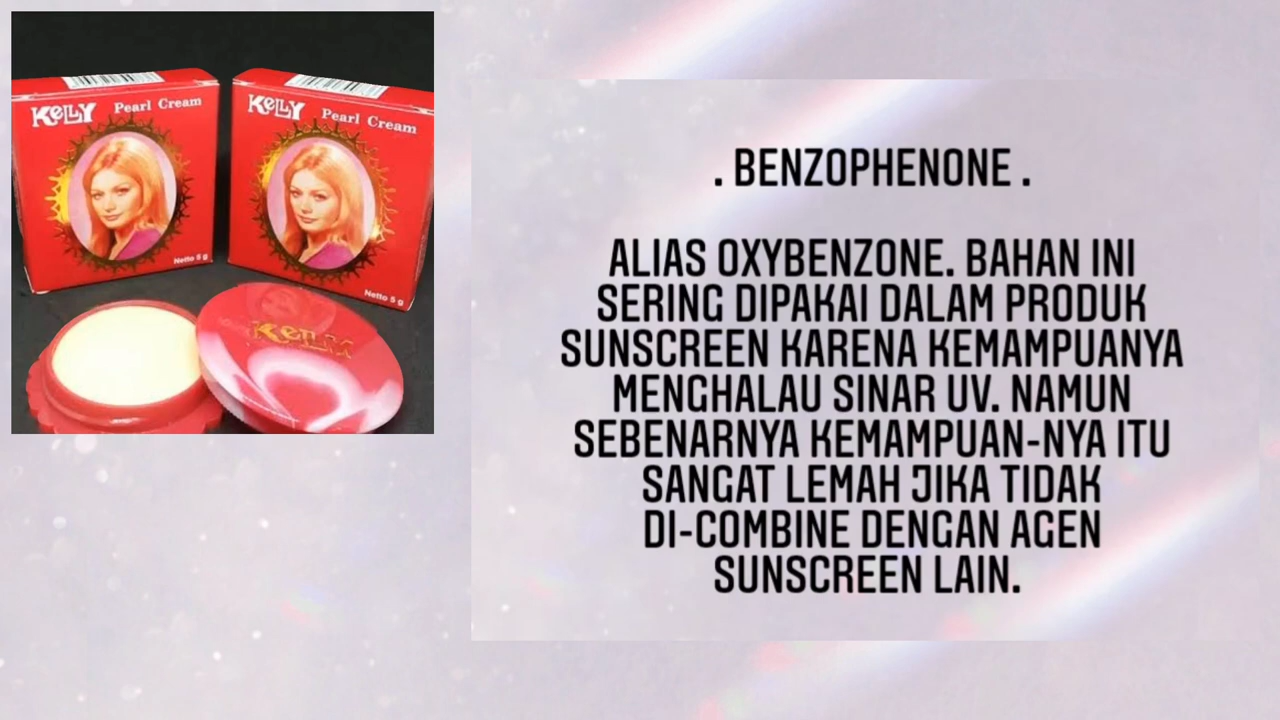 KELLY Pearl Cream
Netto 5 g
KELLY Pearl Cream
Netto 5 g
KELLY
. BENZOPHENONE .
ALIAS OXYBENZONE. BAHAN INI
SERING DIPAKAI DALAM PRODUK
SUNSCREEN KARENA KEMAMPUANYA
MENGHALAU SINAR UV. NAMUN
SEBENARNYA KEMAMPUAN-NYA ITU
SANGAT LEMAH JIKA TIDAK
DI-COMBINE DENGAN AGEN
SUNSCREEN LAIN.